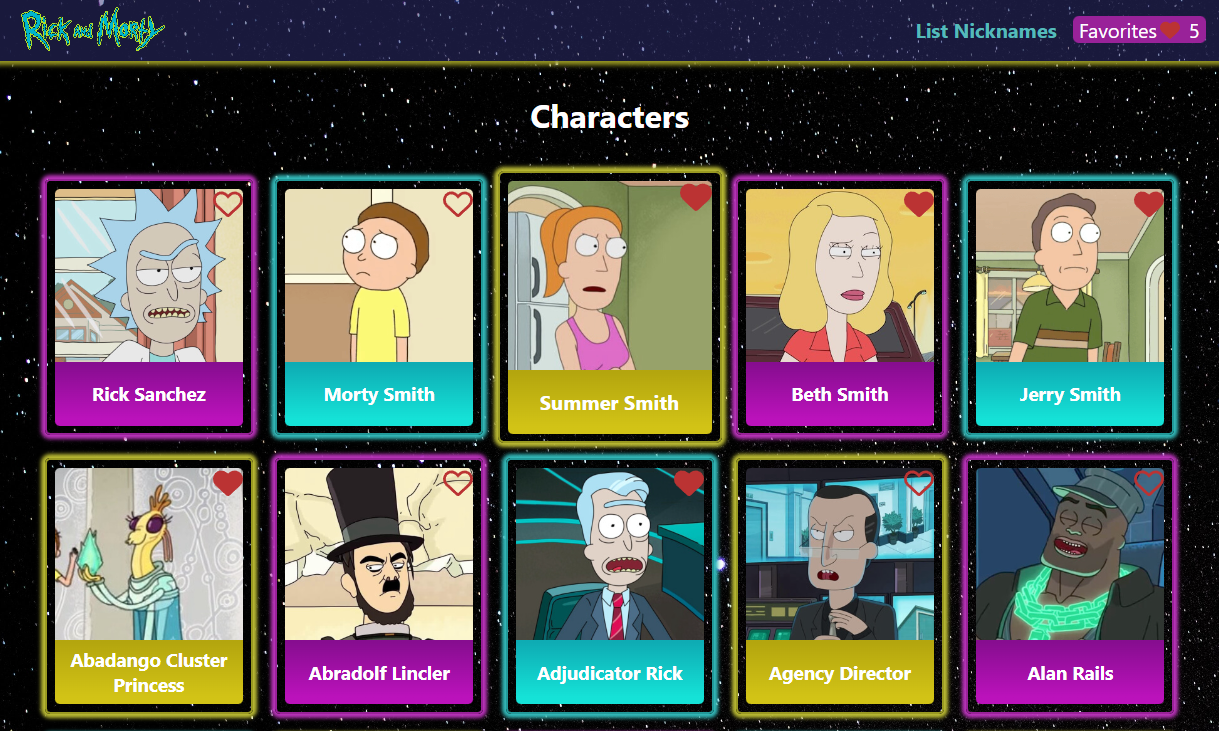 Rick and Morty
List Nicknames
Favorites 5
Characters
Rick Sanchez
Morty Smith
Summer Smith
Beth Smith
Jerry Smith
Abadango Cluster
Princess
Abradolf Lincler
Adjudicator Rick
Agency Director
Alan Rails